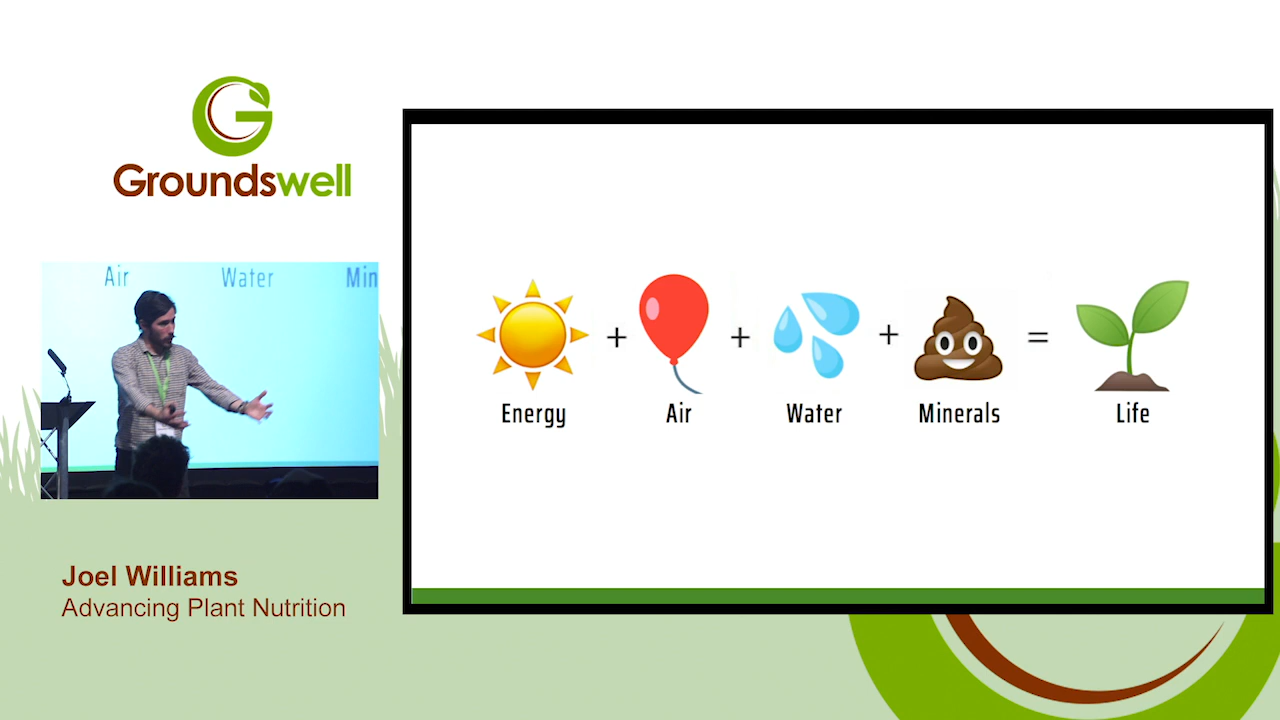 Groundswell
Air Water Min
Joel Williams
Advancing Plant Nutrition
+ + + =
Energy Air Water Minerals Life